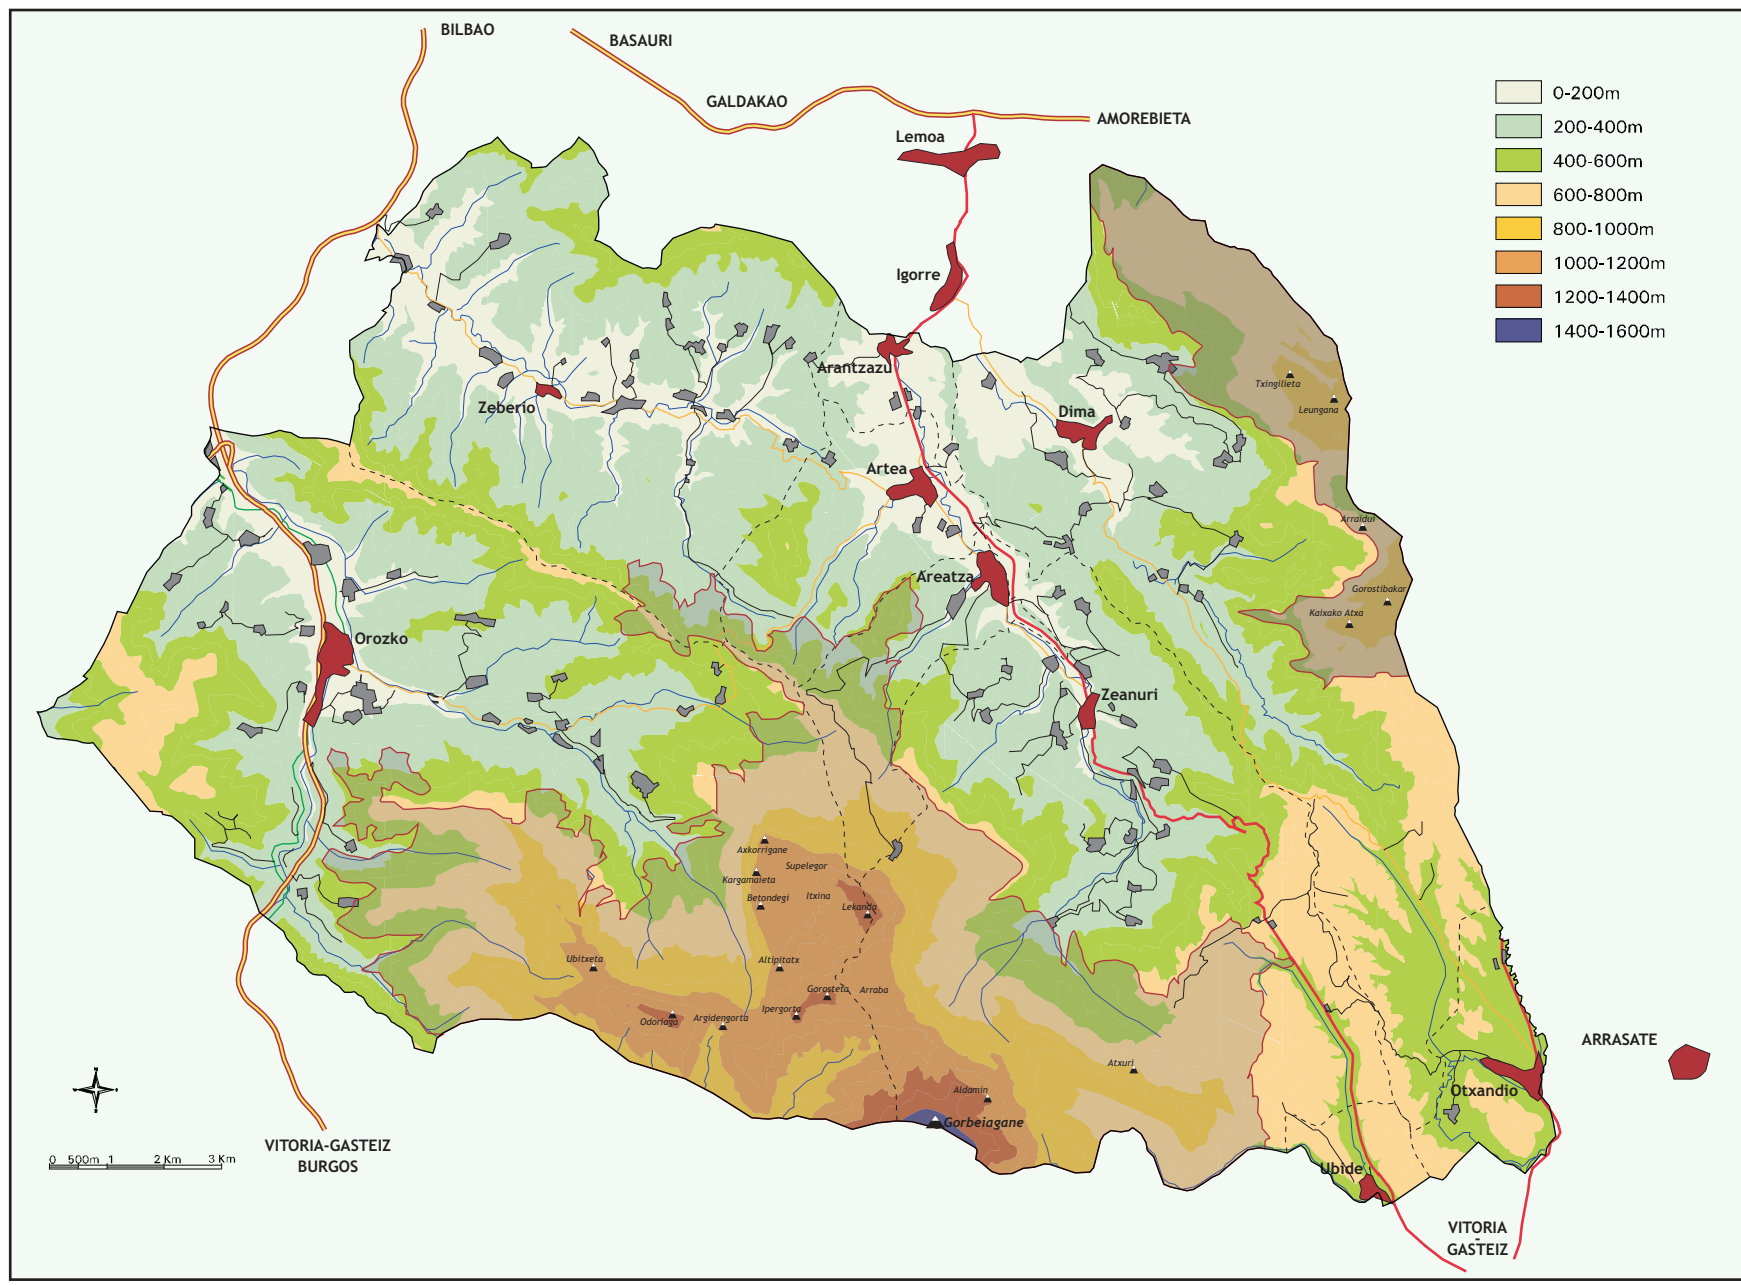 BILBAO
BASAURI
GALDAKAO
AMOREBIETA
Lemoa
0-200m
200-400m
400-600m
600-800m
800-1000m
1000-1200m
1200-1400m
1400-1600m
Igorre
Arantzazu
Zeberio
Dima
Txingilieta
Leungana
Artea
Arraidui
Areatza
Gorostibakar
Kaixako Atxa
Orozko
Zeanuri
Axkorrigane
Supelegor
Kargamaleta
Betondegi
Itxina
Lekanda
Ubitxeta
Altipitatx
Gorosteta
Arraba
Odoriaga
Argidengorta
Ipergorta
Atxuri
Aldamin
Gorbeiagane
ARRASATE
Otxandio
Ubide
VITORIA-GASTEIZ
BURGOS
0 500m 1 2 Km 3 Km
VITORIA
-
GASTEIZ